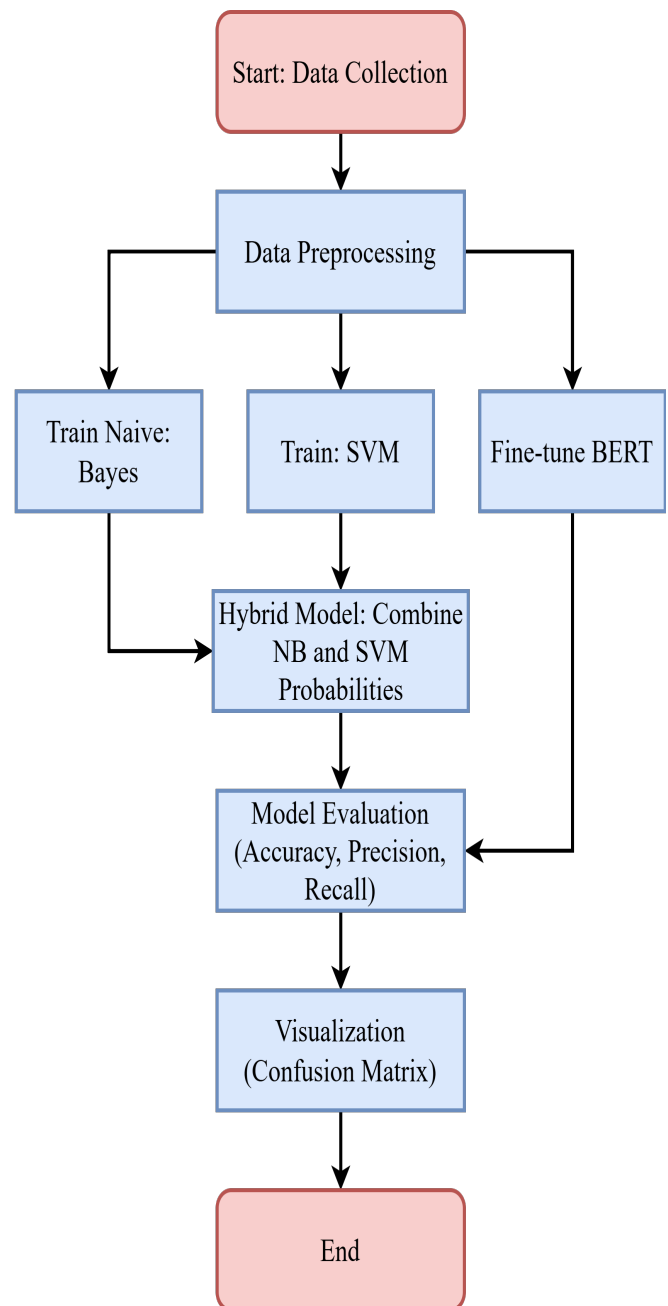 Start: Data Collection
Data Preprocessing
Train Naive:
Bayes
Train: SVM
Fine-tune BERT
Hybrid Model: Combine
NB and SVM
Probabilities
Model Evaluation
(Accuracy, Precision,
Recall)
Visualization
(Confusion Matrix)
End